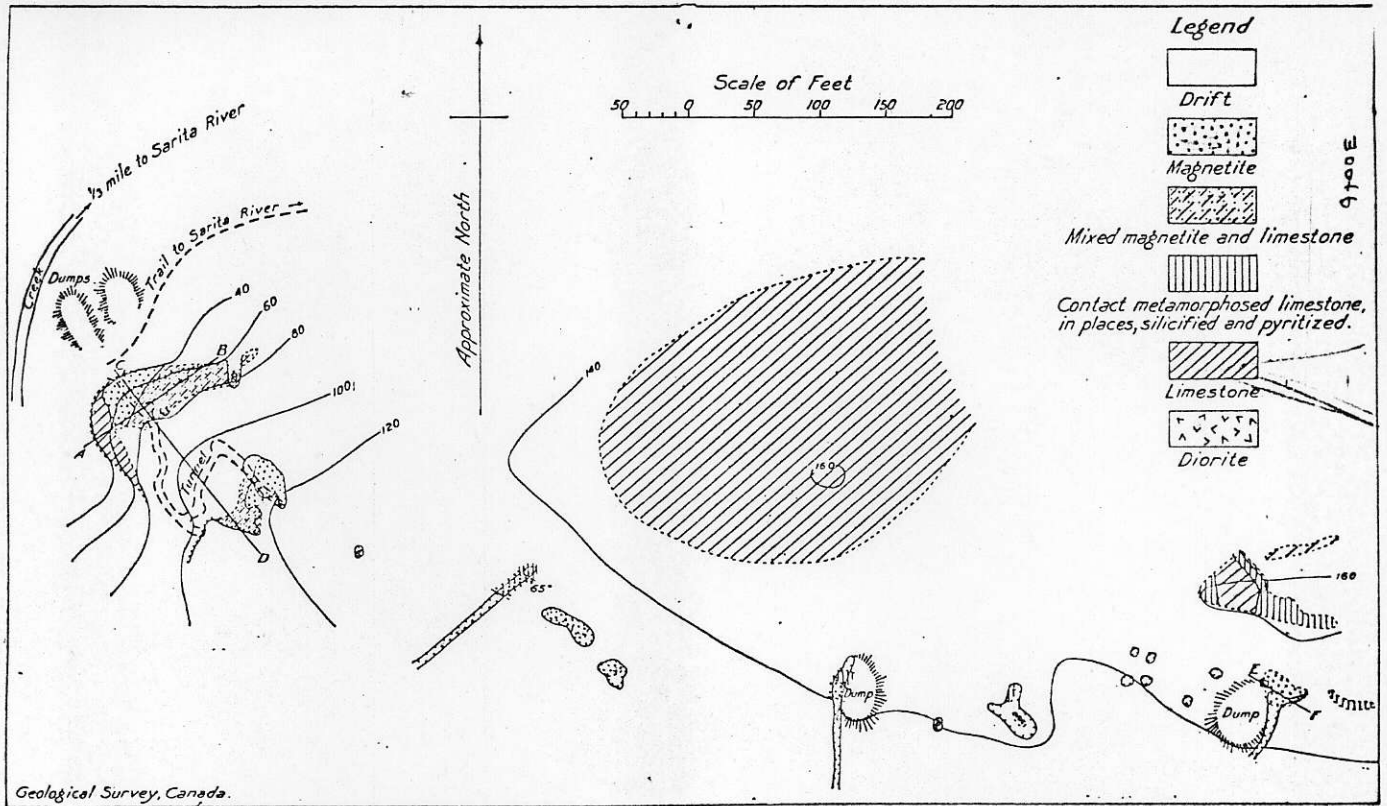 Legend
Drift
Magnetite
Mixed magnetite and limestone
Contact metamorphosed limestone,
in places, silicified and pyritized.
Limestone
Diorite
Scale of Feet
50 0 50 100 150 200
Approximate North
1/3 mile to Sarita River
Trail to Sarita River
Creek
Dumps
40
60
80
100
120
140
160
C
B
A
Tunnel
D
65°
Dump
160
E
Dump
F
Geological Survey, Canada.